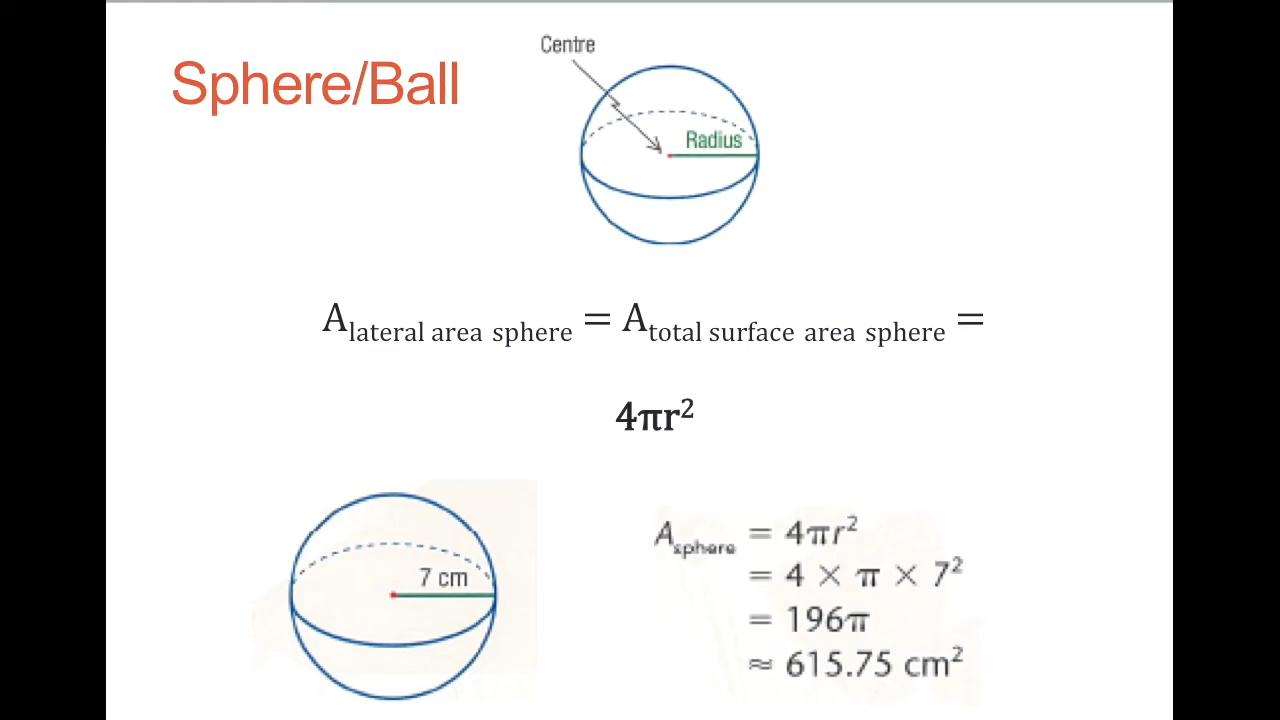 Sphere/Ball
Centre
Radius
A_lateral area sphere = A_total surface area sphere =
4πr²
7 cm
A_sphere = 4πr²
= 4 × π × 7²
= 196π
≈ 615.75 cm²